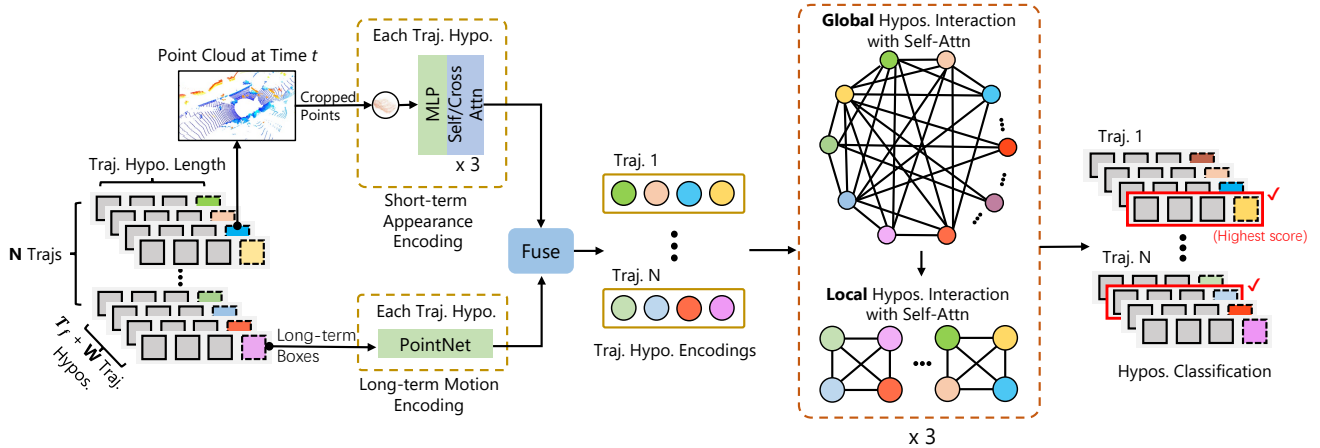 Point Cloud at Time t
Cropped
Points
Each Traj. Hypo.
MLP
Self/Cross
Attn
x 3
Short-term
Appearance
Encoding
Traj. Hypo. Length
N Trajs
T_f + W Traj.
Hypos.
Long-term
Boxes
Each Traj. Hypo.
PointNet
Long-term Motion
Encoding
Fuse
Traj. 1
Traj. N
Traj. Hypo. Encodings
Global Hypos. Interaction
with Self-Attn
Local Hypos. Interaction
with Self-Attn
x 3
Traj. 1
(Highest score)
Traj. N
Hypos. Classification